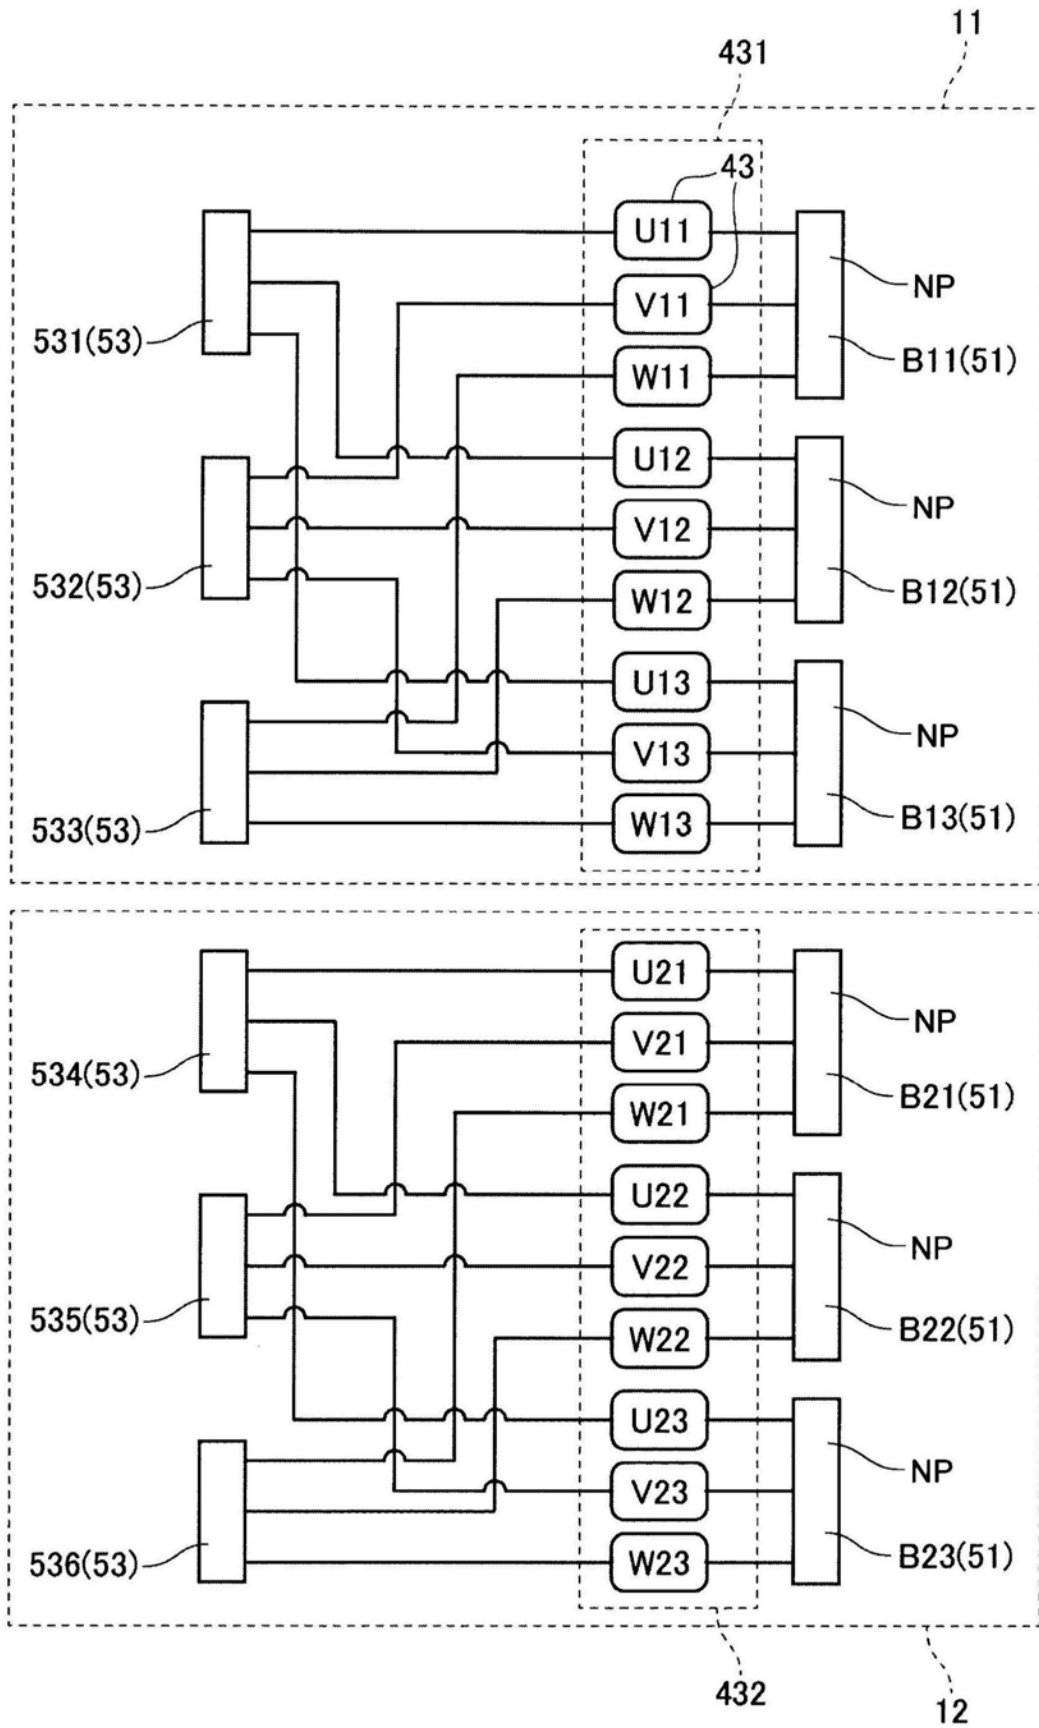 11
431
43
U11
NP
V11
531(53)
B11(51)
W11
U12
NP
V12
532(53)
B12(51)
W12
U13
NP
V13
533(53)
B13(51)
W13
U21
NP
V21
534(53)
B21(51)
W21
U22
NP
V22
535(53)
B22(51)
W22
U23
NP
V23
536(53)
B23(51)
W23
432
12